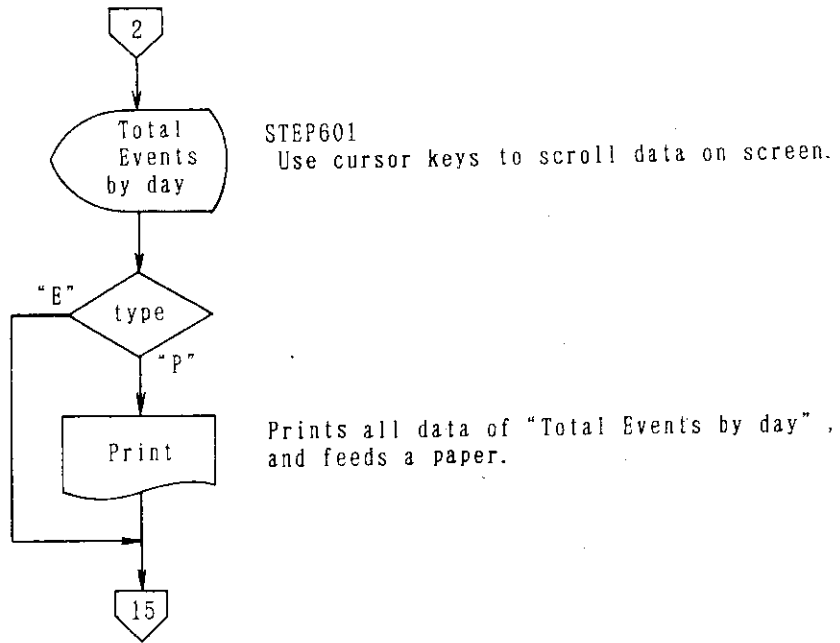 2
Total
Events
by day
STEP601
Use cursor keys to scroll data on screen.
“E”
type
“P”
Print
Prints all data of “Total Events by day” ,
and feeds a paper.
15